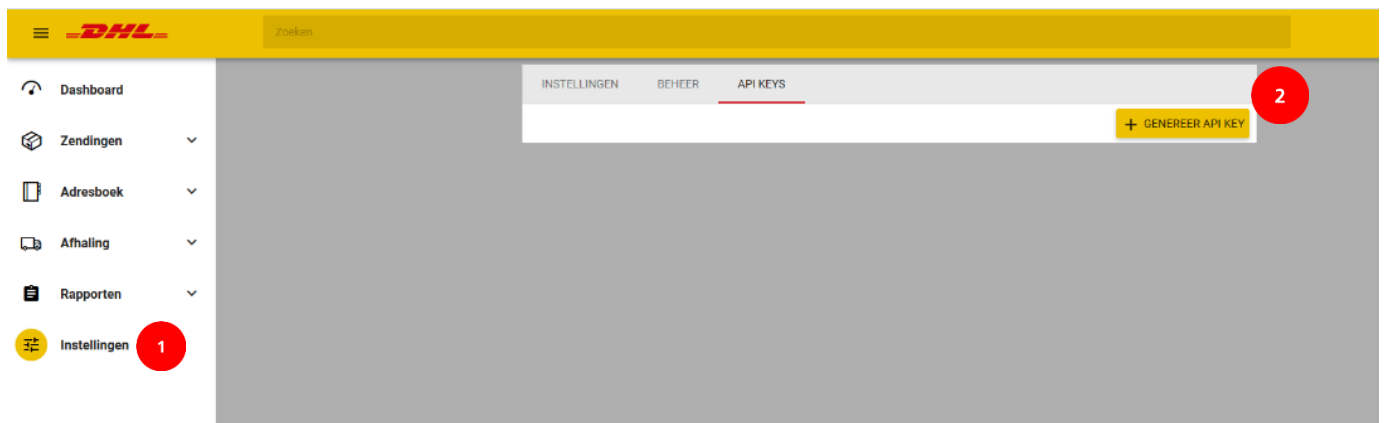 DHL
Zoeken
Dashboard
Zendingen
Adresboek
Afhaling
Rapporten
Instellingen
1
INSTELLINGEN BEHEER API KEYS
2
+ GENEREER API KEY